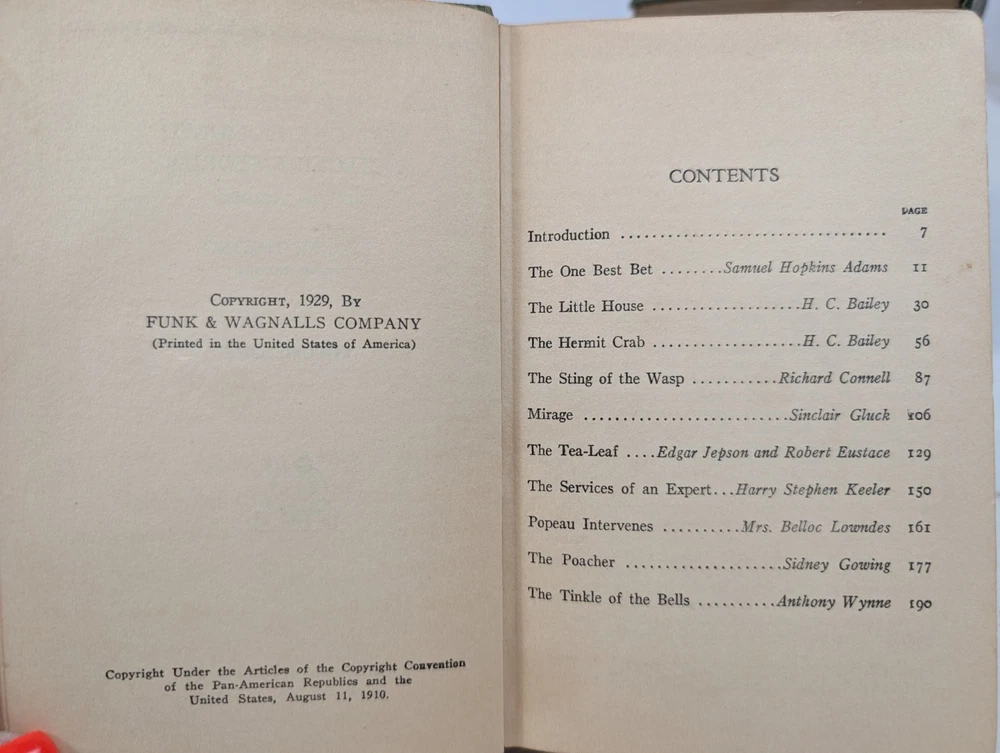 COPYRIGHT, 1929, BY
FUNK & WAGNALLS COMPANY
(Printed in the United States of America)
Copyright Under the Articles of the Copyright Convention
of the Pan-American Republics and the
United States, August 11, 1910.
CONTENTS
PAGE
Introduction .................................. 7
The One Best Bet ........Samuel Hopkins Adams 11
The Little House ...................H. C. Bailey 30
The Hermit Crab ...................H. C. Bailey 56
The Sting of the Wasp ...........Richard Connell 87
Mirage ..........................Sinclair Gluck 106
The Tea-Leaf ....Edgar Jepson and Robert Eustace 129
The Services of an Expert...Harry Stephen Keeler 150
Popeau Intervenes ..........Mrs. Belloc Lowndes 161
The Poacher ....................Sidney Gowing 177
The Tinkle of the Bells ..........Anthony Wynne 190